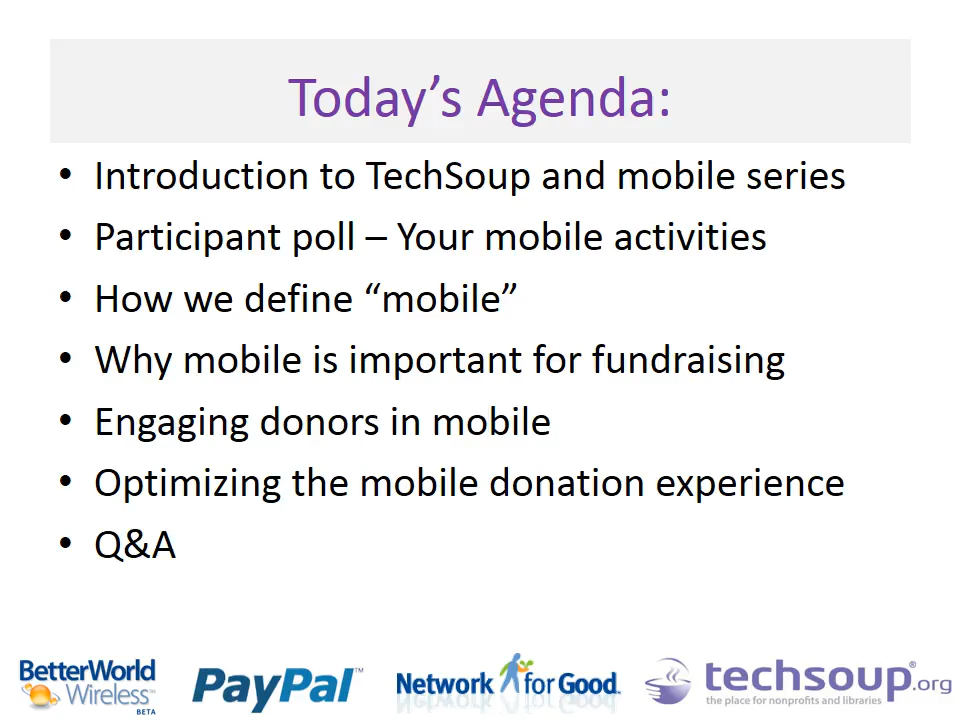 Today’s Agenda:
• Introduction to TechSoup and mobile series
• Participant poll – Your mobile activities
• How we define “mobile”
• Why mobile is important for fundraising
• Engaging donors in mobile
• Optimizing the mobile donation experience
• Q&A
BetterWorld
Wireless™
BETA
PayPal™
Network for Good.
techsoup®.org
the place for nonprofits and libraries